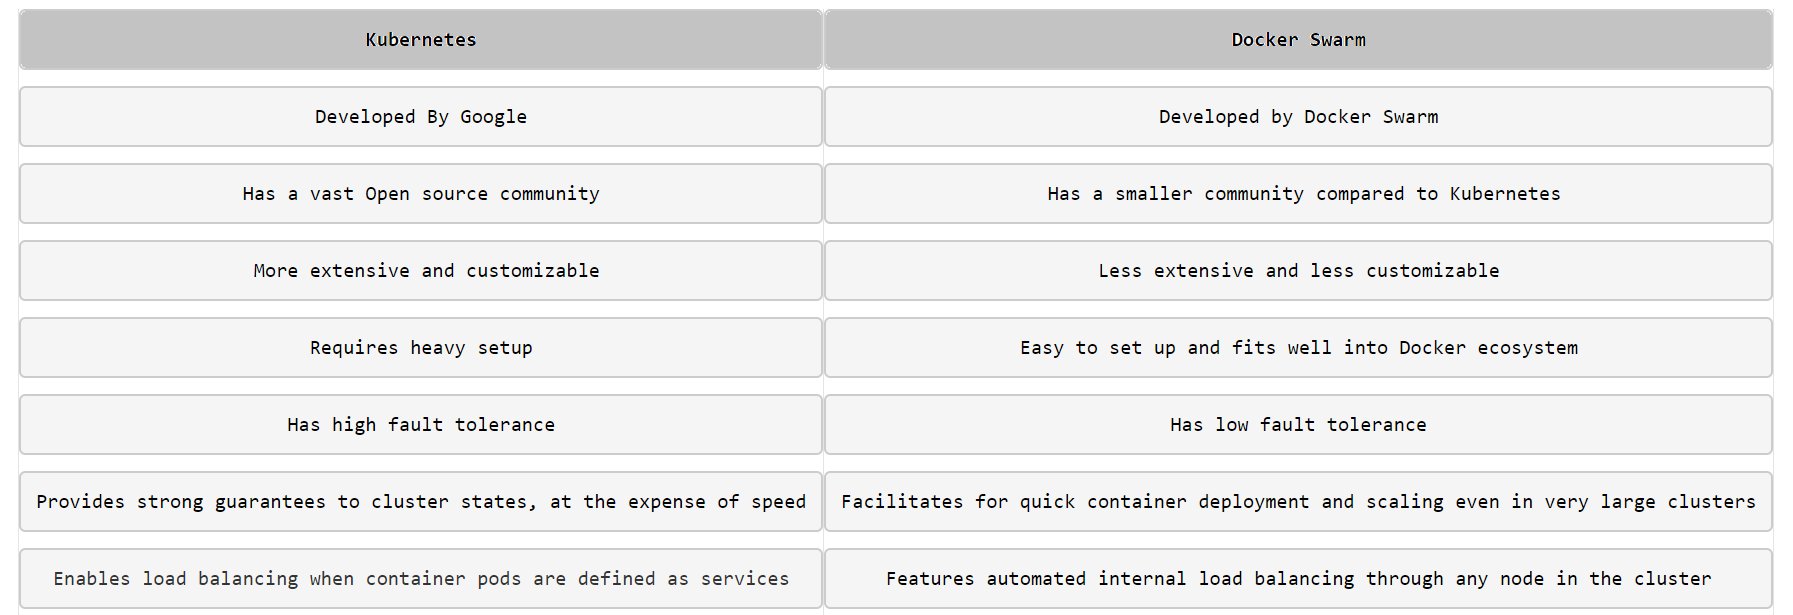 Kubernetes
Docker Swarm
Developed By Google
Developed by Docker Swarm
Has a vast Open source community
Has a smaller community compared to Kubernetes
More extensive and customizable
Less extensive and less customizable
Requires heavy setup
Easy to set up and fits well into Docker ecosystem
Has high fault tolerance
Has low fault tolerance
Provides strong guarantees to cluster states, at the expense of speed
Facilitates for quick container deployment and scaling even in very large clusters
Enables load balancing when container pods are defined as services
Features automated internal load balancing through any node in the cluster